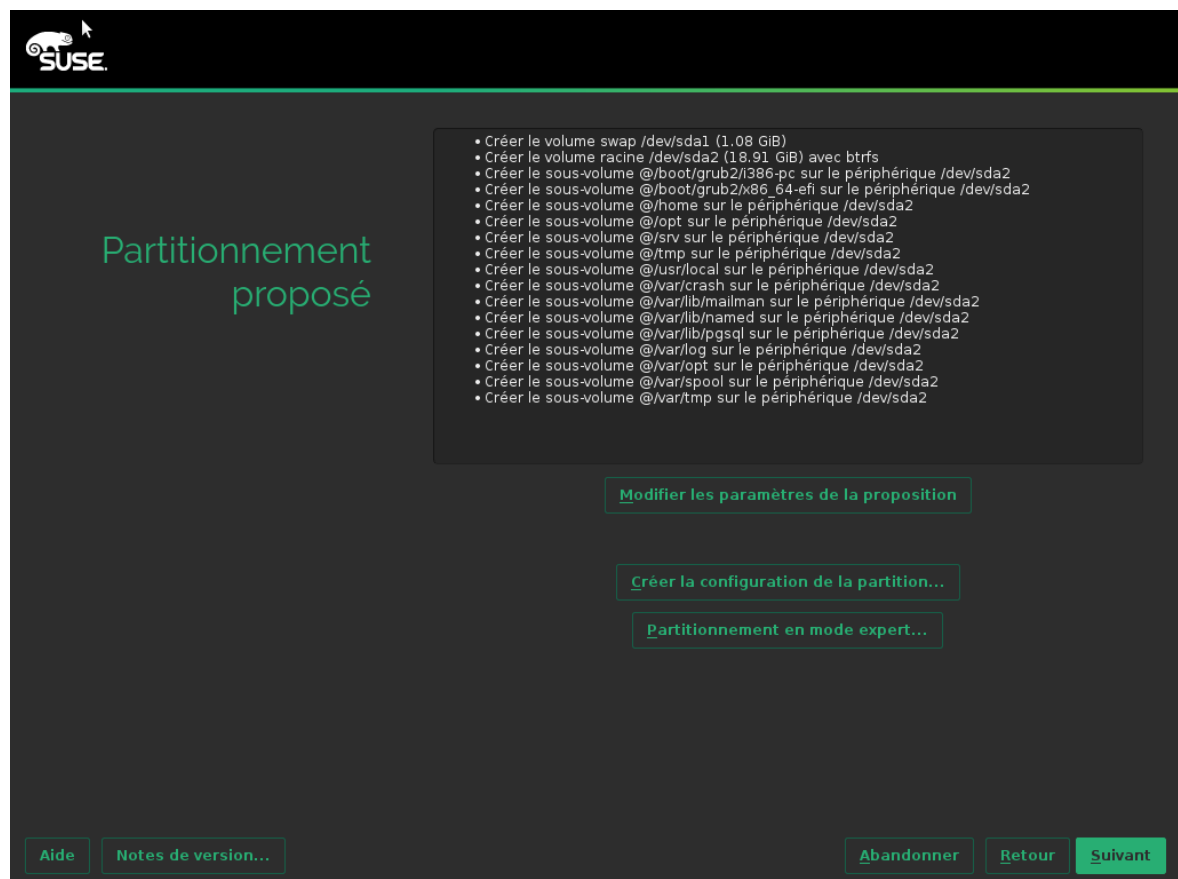 SUSE.
Partitionnement
proposé
• Créer le volume swap /dev/sda1 (1.08 GiB)
• Créer le volume racine /dev/sda2 (18.91 GiB) avec btrfs
• Créer le sous-volume @/boot/grub2/i386-pc sur le périphérique /dev/sda2
• Créer le sous-volume @/boot/grub2/x86_64-efi sur le périphérique /dev/sda2
• Créer le sous-volume @/home sur le périphérique /dev/sda2
• Créer le sous-volume @/opt sur le périphérique /dev/sda2
• Créer le sous-volume @/srv sur le périphérique /dev/sda2
• Créer le sous-volume @/tmp sur le périphérique /dev/sda2
• Créer le sous-volume @/usr/local sur le périphérique /dev/sda2
• Créer le sous-volume @/var/crash sur le périphérique /dev/sda2
• Créer le sous-volume @/var/lib/mailman sur le périphérique /dev/sda2
• Créer le sous-volume @/var/lib/named sur le périphérique /dev/sda2
• Créer le sous-volume @/var/lib/pgsql sur le périphérique /dev/sda2
• Créer le sous-volume @/var/log sur le périphérique /dev/sda2
• Créer le sous-volume @/var/opt sur le périphérique /dev/sda2
• Créer le sous-volume @/var/spool sur le périphérique /dev/sda2
• Créer le sous-volume @/var/tmp sur le périphérique /dev/sda2
Modifier les paramètres de la proposition
Créer la configuration de la partition...
Partitionnement en mode expert...
Aide Notes de version... Abandonner Retour Suivant